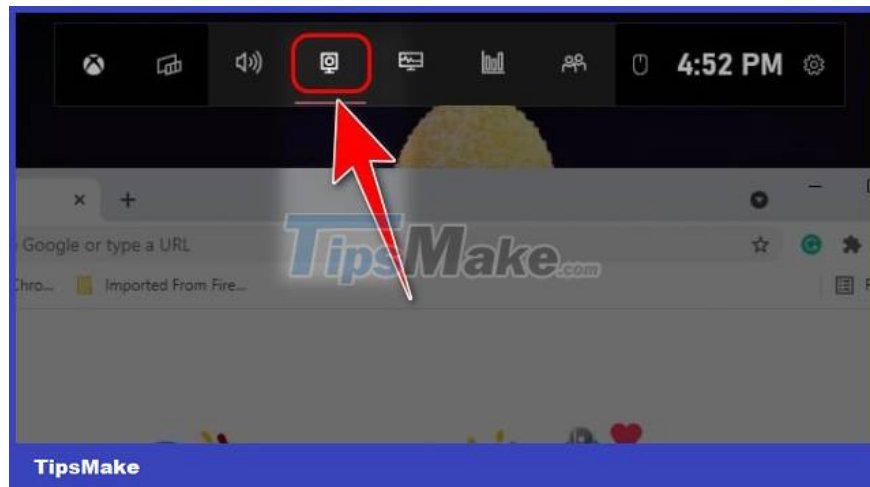 4:52 PM
× +
Google or type a URL
Chro... Imported From Fire...
TipsMake.com
TipsMake